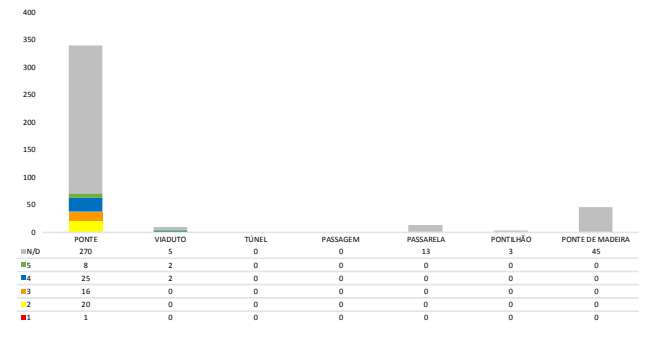 400
350
300
250
200
150
100
50
0
PONTE VIADUTO TÚNEL PASSAGEM PASSARELA PONTILHÃO PONTE DE MADEIRA
N/D 270 5 0 0 13 3 45
5 8 2 0 0 0 0 0
4 25 2 0 0 0 0 0
3 16 0 0 0 0 0 0
2 20 0 0 0 0 0 0
1 1 0 0 0 0 0 0